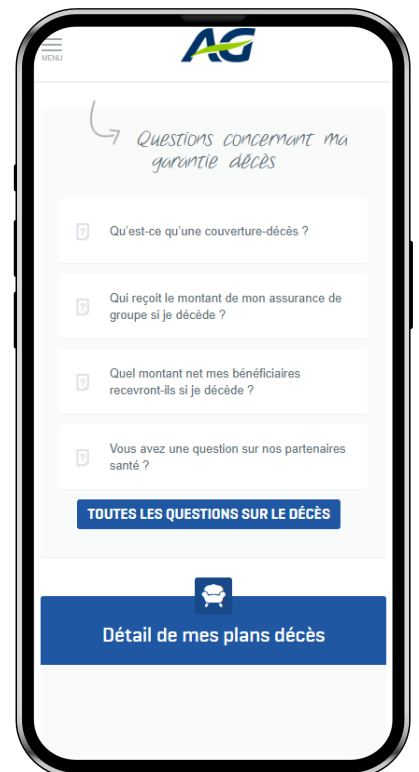 MENU
AG
Questions concernant ma
garantie décès
Qu'est-ce qu'une couverture-décès ?
Qui reçoit le montant de mon assurance de
groupe si je décède ?
Quel montant net mes bénéficiaires
recevront-ils si je décède ?
Vous avez une question sur nos partenaires
santé ?
TOUTES LES QUESTIONS SUR LE DÉCÈS
Détail de mes plans décès